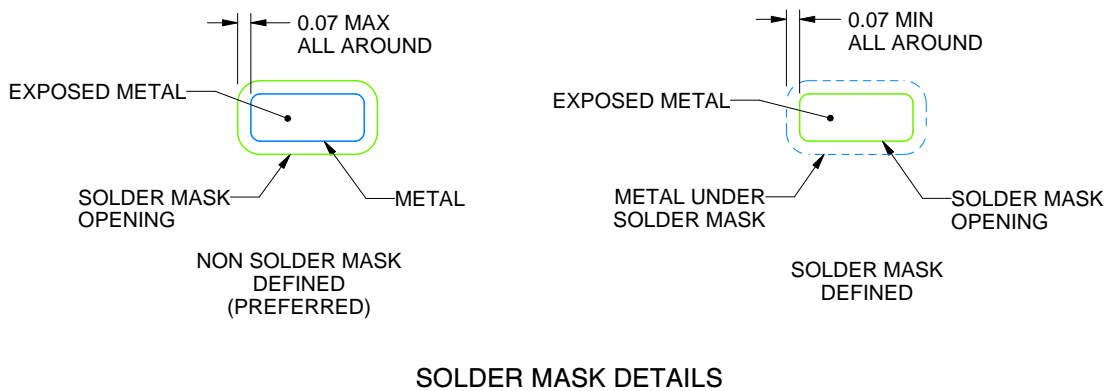 0.07 MAX
ALL AROUND
EXPOSED METAL
SOLDER MASK
OPENING
METAL
NON SOLDER MASK
DEFINED
(PREFERRED)
0.07 MIN
ALL AROUND
EXPOSED METAL
METAL UNDER
SOLDER MASK
SOLDER MASK
OPENING
SOLDER MASK
DEFINED
SOLDER MASK DETAILS